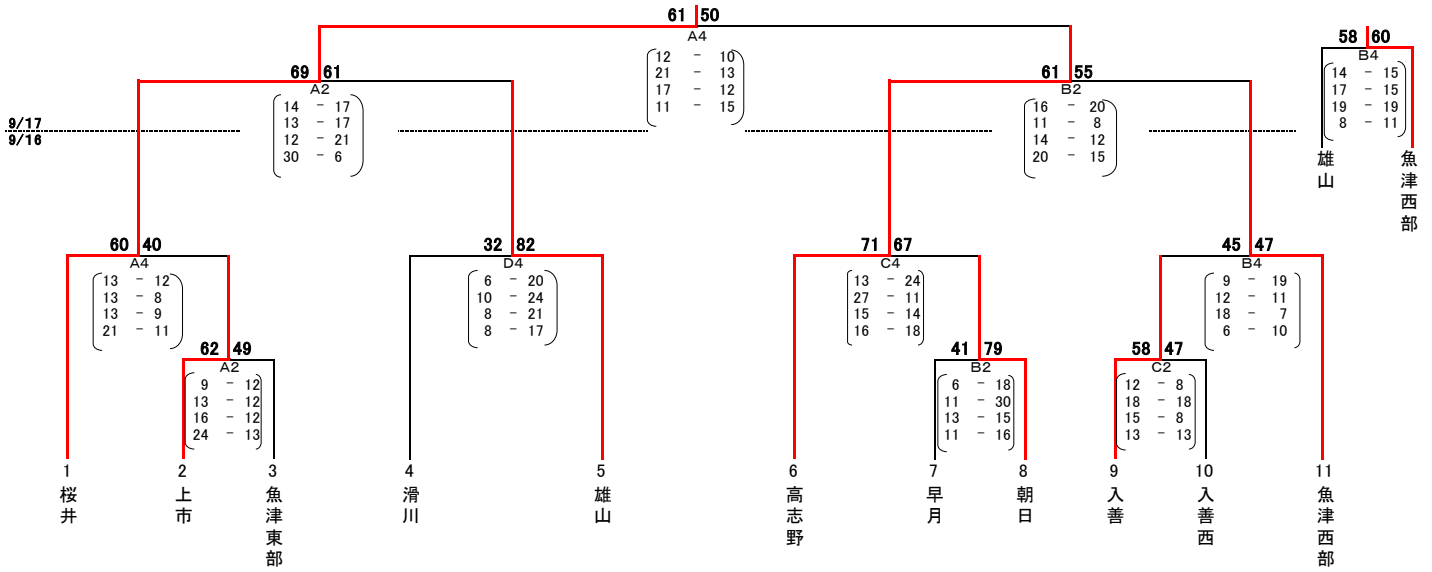 61 50
A4
12 - 10
21 - 13
17 - 12
11 - 15
58 60
B4
14 - 15
17 - 15
19 - 19
8 - 11
雄山
魚津西部
69 61
A2
14 - 17
13 - 17
12 - 21
30 - 6
61 55
B2
16 - 20
11 - 8
14 - 12
20 - 15
9/17
9/16
60 40
A4
13 - 12
13 - 8
13 - 9
21 - 11
32 82
D4
6 - 20
10 - 24
8 - 21
8 - 17
71 67
C4
13 - 24
27 - 11
15 - 14
16 - 18
45 47
B4
9 - 19
12 - 11
18 - 7
6 - 10
62 49
A2
9 - 12
13 - 12
16 - 12
24 - 13
41 79
B2
6 - 18
11 - 30
13 - 15
11 - 16
58 47
C2
12 - 8
18 - 18
15 - 8
13 - 13
1 2 3 4 5 6 7 8 9 10 11
桜井
上市
魚津東部
滑川
雄山
高志野
早月
朝日
入善
入善西
魚津西部